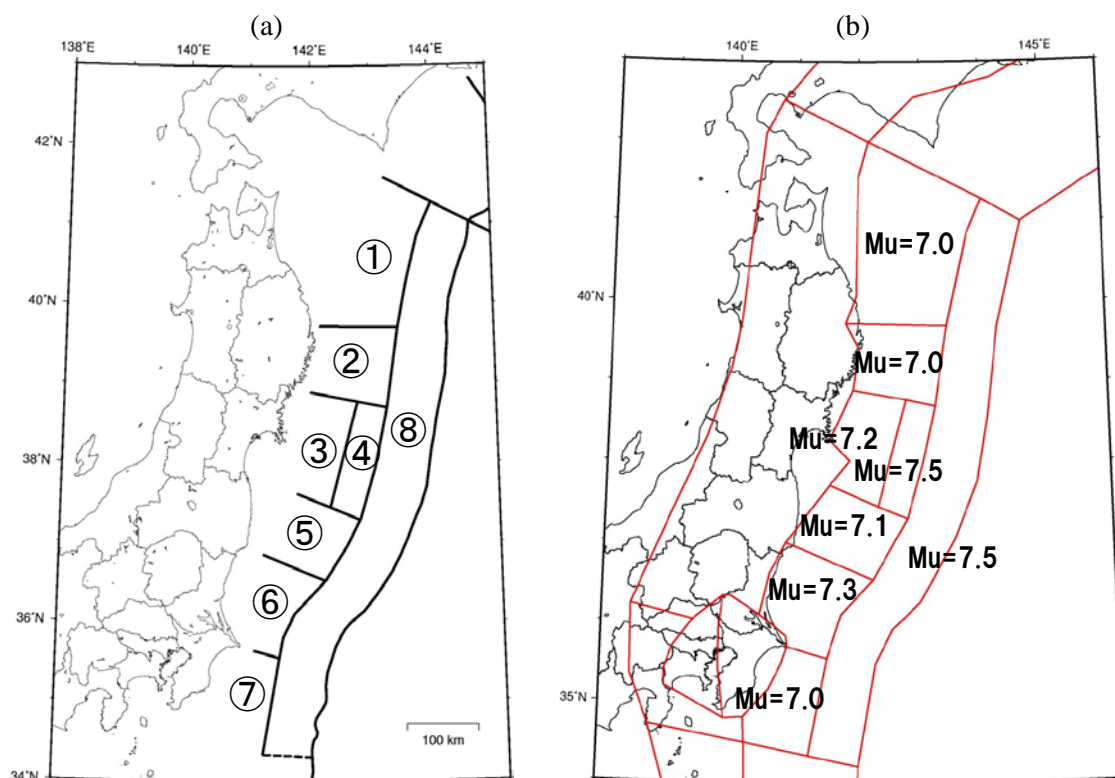 (a)
(b)
138°E
140°E
142°E
144°E
140°E
145°E
42°N
40°N
38°N
36°N
34°N
40°N
35°N
①
②
③
④
⑤
⑥
⑦
⑧
100 km
Mu=7.0
Mu=7.0
Mu=7.2
Mu=7.5
Mu=7.1
Mu=7.5
Mu=7.3
Mu=7.0